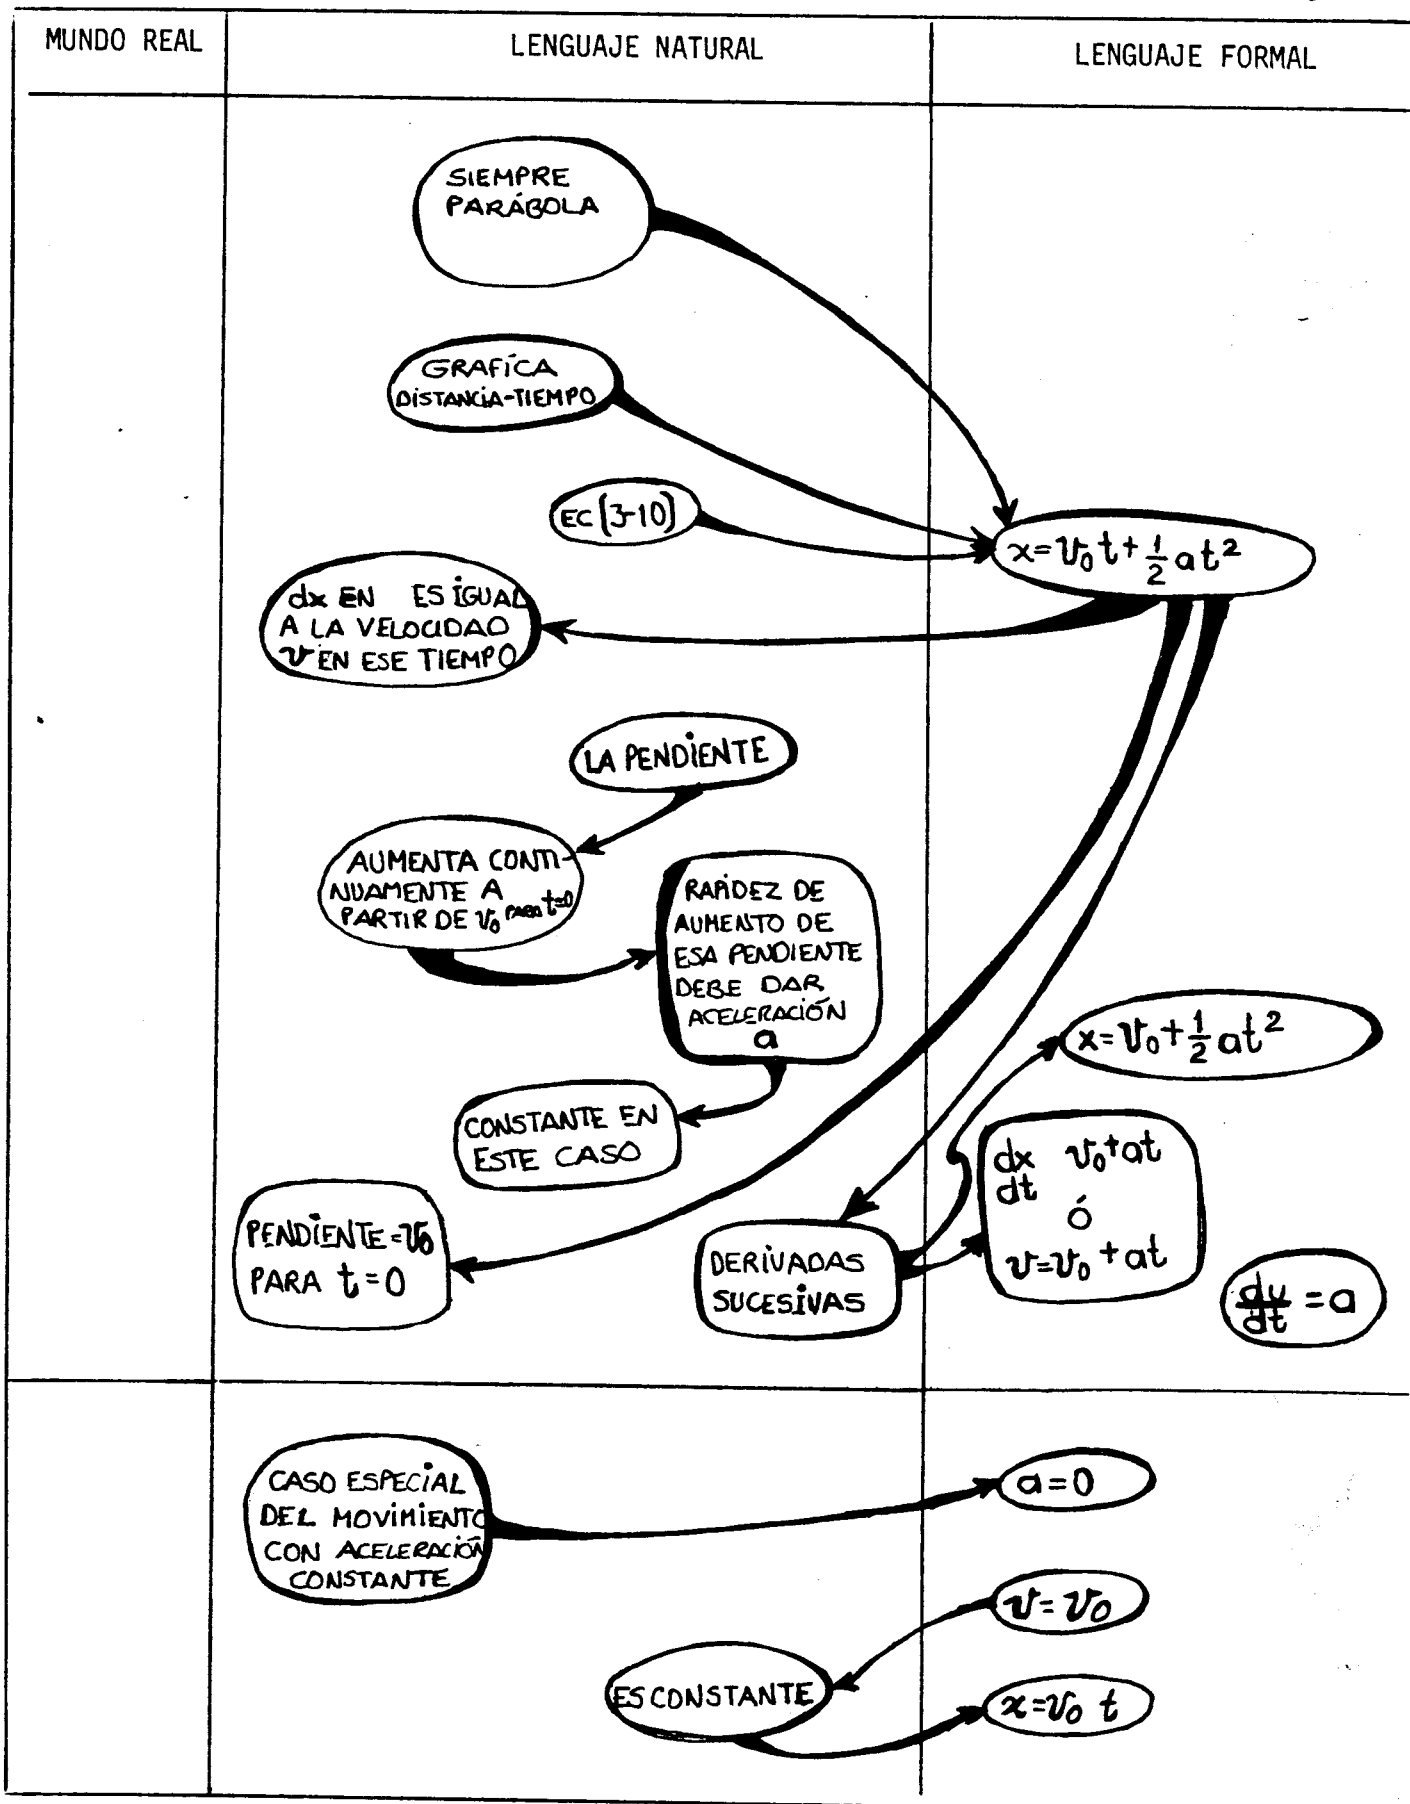 MUNDO REAL
LENGUAJE NATURAL
LENGUAJE FORMAL
SIEMPRE
PARÁBOLA
GRAFÍCA
DISTANCIA-TIEMPO
EC (3-10)
x=v₀t+½at²
dx EN ES IGUAL
A LA VELOCIDAD
v EN ESE TIEMPO
LA PENDIENTE
AUMENTA CONTI-
NUAMENTE A
PARTIR DE v₀ PARA t=0
RAPIDEZ DE
AUMENTO DE
ESA PENDIENTE
DEBE DAR
ACELERACIÓN
a
x=v₀+½at²
CONSTANTE EN
ESTE CASO
dx v₀+at
dt
ó
v=v₀+at
PENDIENTE=v₀
PARA t=0
DERIVADAS
SUCESIVAS
dv
dt =a
CASO ESPECIAL
DEL MOVIMIENTO
CON ACELERACIÓN
CONSTANTE
a=0
v=v₀
ES CONSTANTE
x=v₀ t